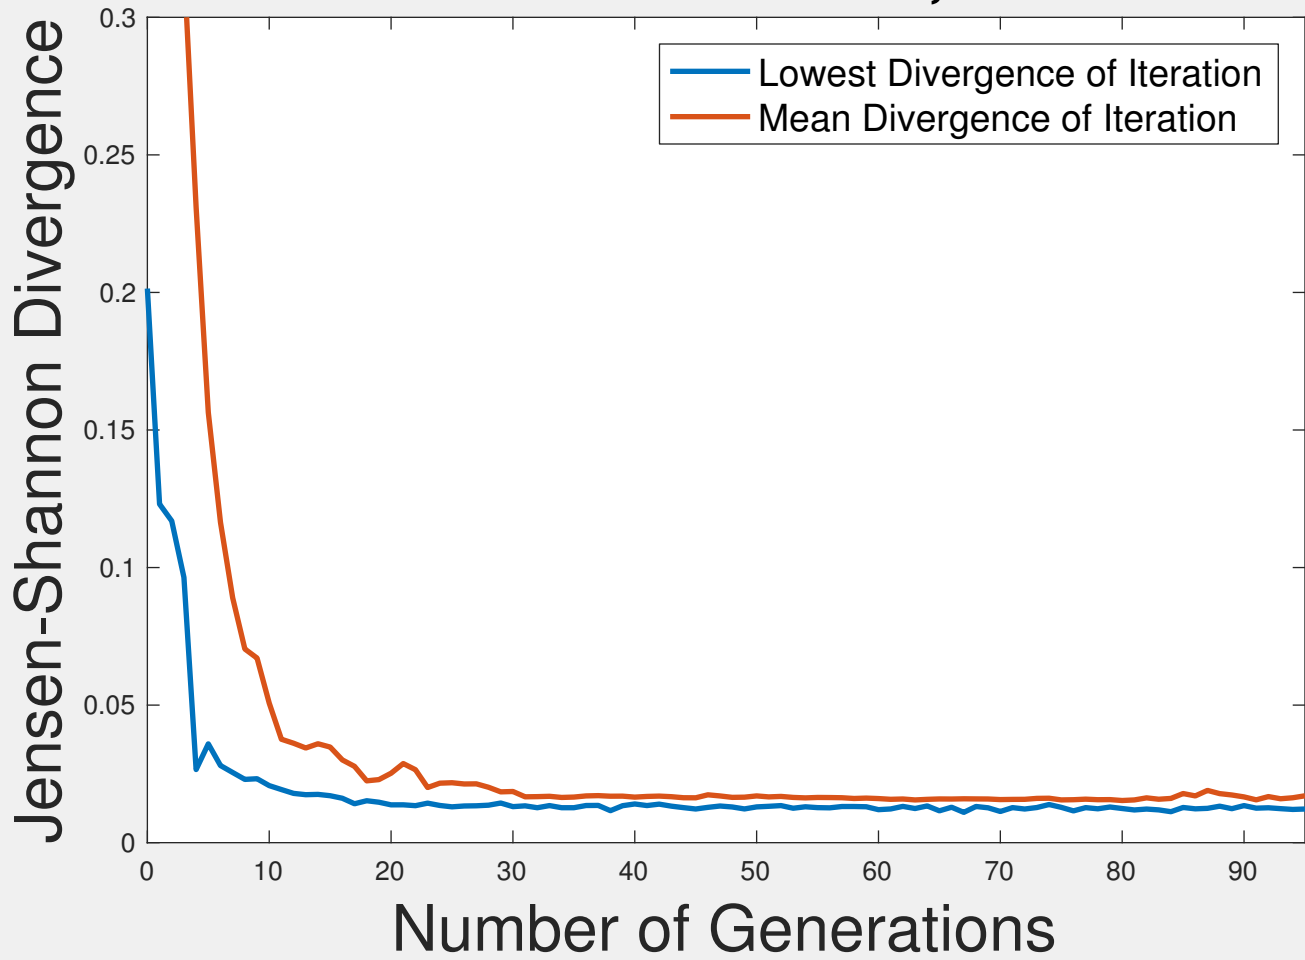 0.3
0.25
0.2
0.15
0.1
0.05
0
Jensen-Shannon Divergence
Lowest Divergence of Iteration
Mean Divergence of Iteration
0 10 20 30 40 50 60 70 80 90
Number of Generations